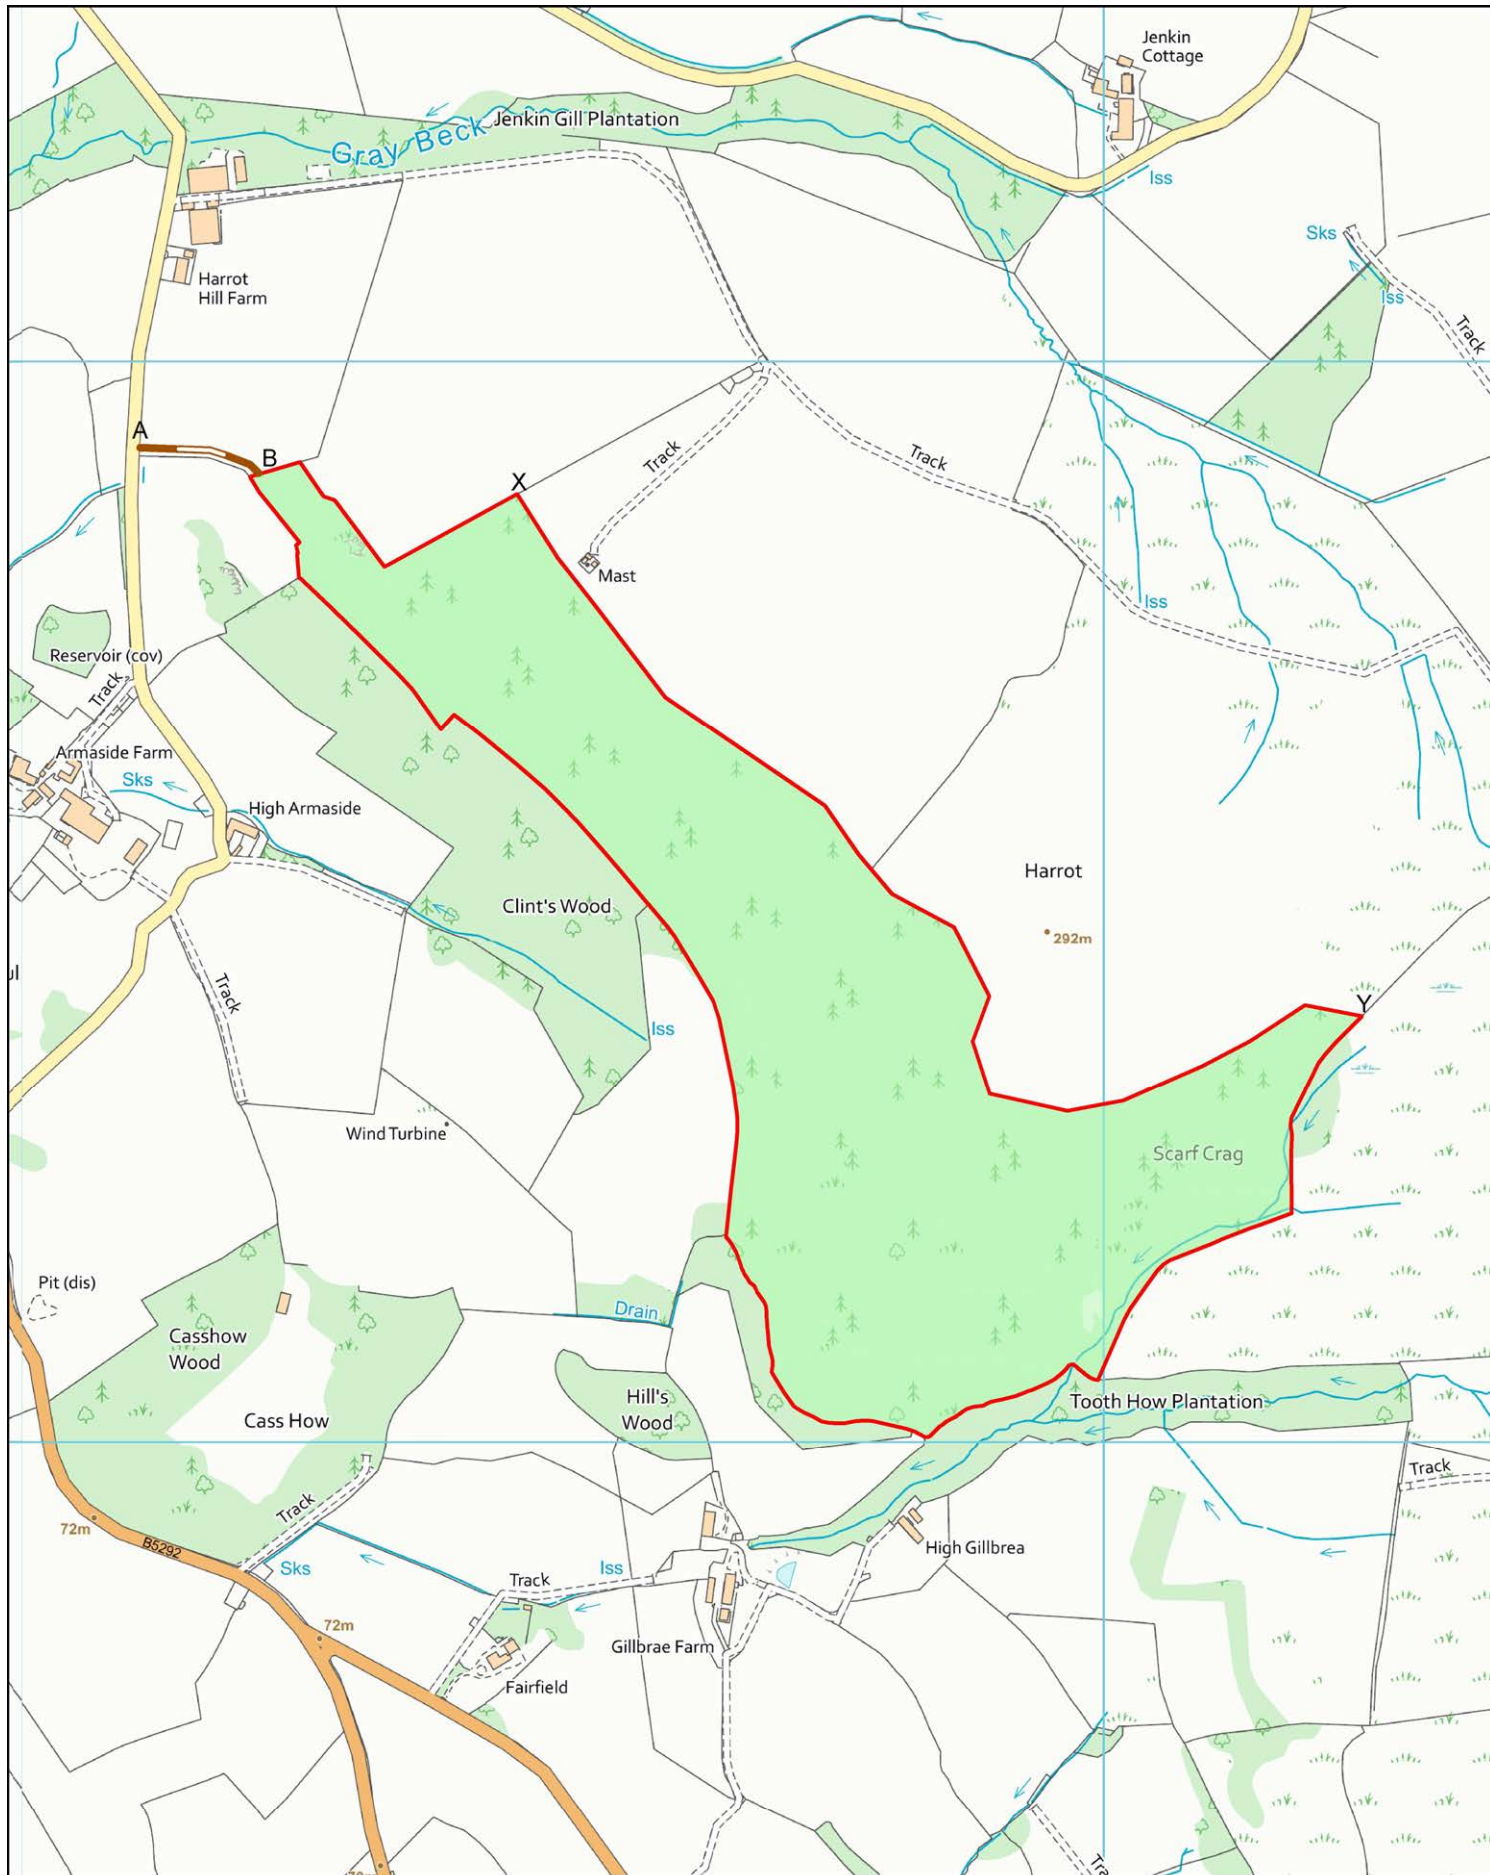 Jenkin
Cottage
Jenkin Gill Plantation
Gray Beck
Iss
Sks
Iss
Harrot
Hill Farm
Track
A
B
X
Track
Track
Mast
Iss
Reservoir (cov)
Track
Armaside Farm
Sks
High Armaside
Harrot
Clint's Wood
292m
Track
Y
Iss
Wind Turbine
Scarf Crag
Pit (dis)
Drain
Casshow
Wood
Hill's
Wood
Tooth How Plantation
Cass How
Track
Track
72m
B5292
High Gillbrea
Sks
Track
Iss
72m
Gillbrae Farm
Fairfield